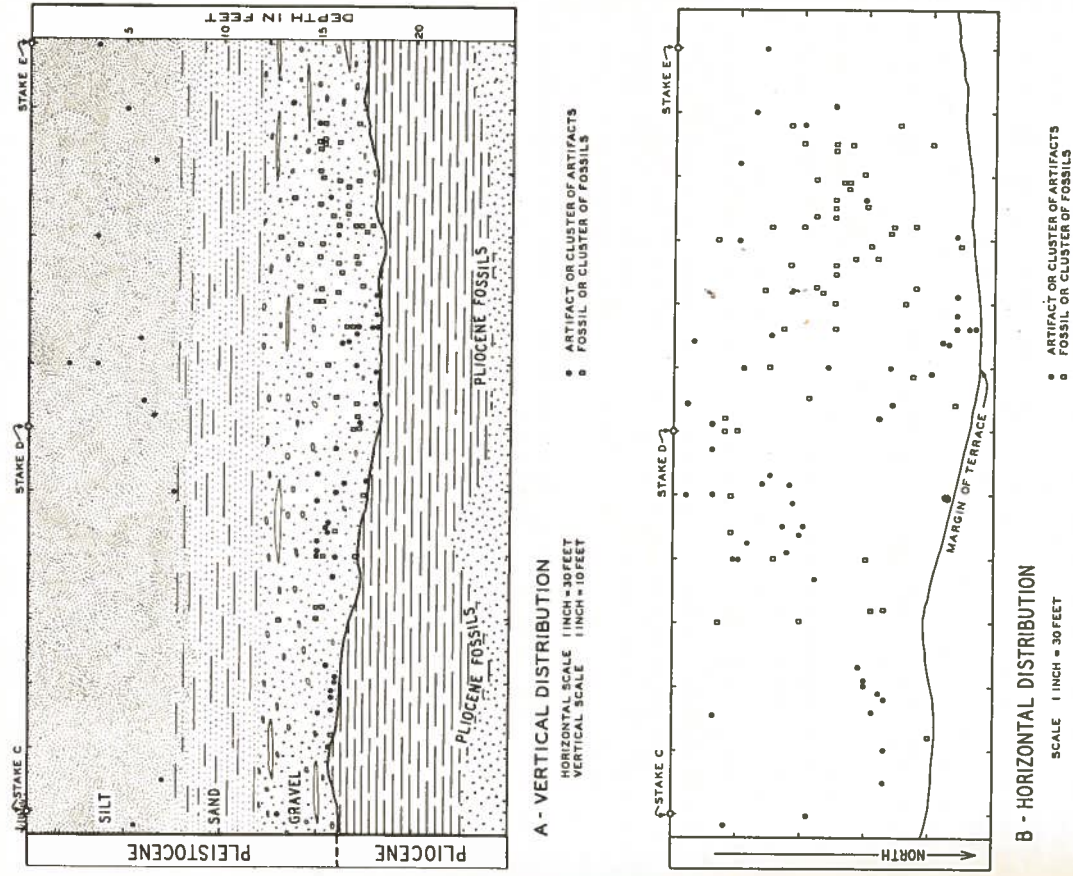 STAKE C
STAKE D
STAKE E
DEPTH IN FEET
5
10
15
20
SILT
SAND
GRAVEL
PLEISTOCENE
PLIOCENE
PLIOCENE FOSSILS
PLIOCENE FOSSILS
A - VERTICAL DISTRIBUTION
HORIZONTAL SCALE 1 INCH = 30 FEET
VERTICAL SCALE 1 INCH = 10 FEET
ARTIFACT OR CLUSTER OF ARTIFACTS
FOSSIL OR CLUSTER OF FOSSILS
STAKE C
STAKE D
STAKE E
NORTH
MARGIN OF TERRACE
B - HORIZONTAL DISTRIBUTION
SCALE 1 INCH = 30 FEET
ARTIFACT OR CLUSTER OF ARTIFACTS
FOSSIL OR CLUSTER OF FOSSILS